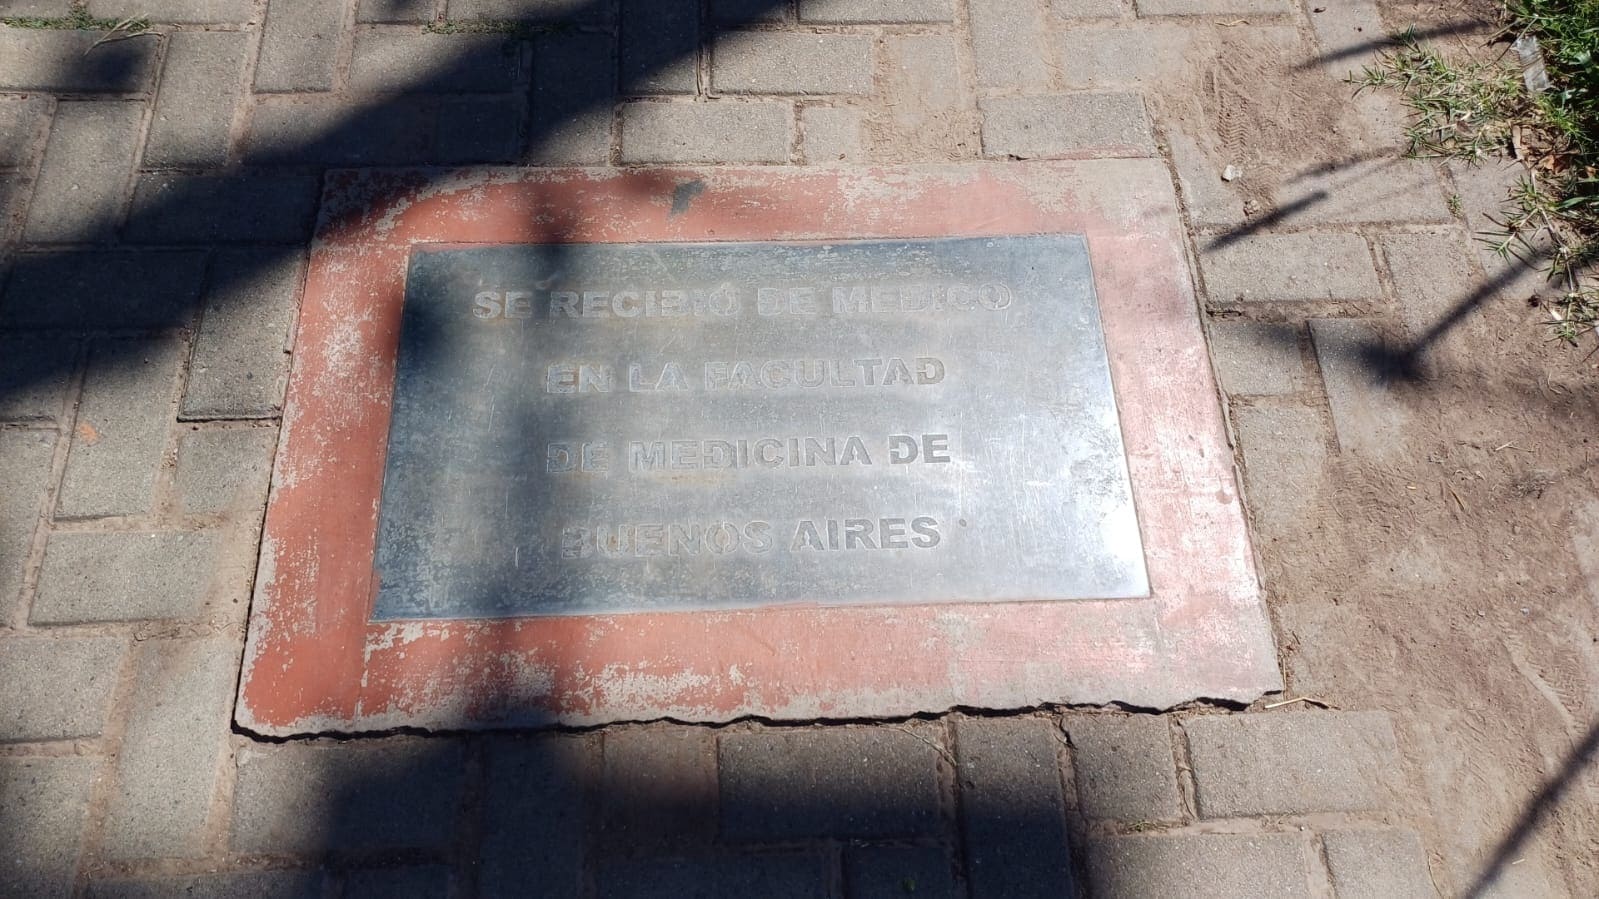 SE RECIBIÓ DE MEDICO
EN LA FACULTAD
DE MEDICINA DE
BUENOS AIRES